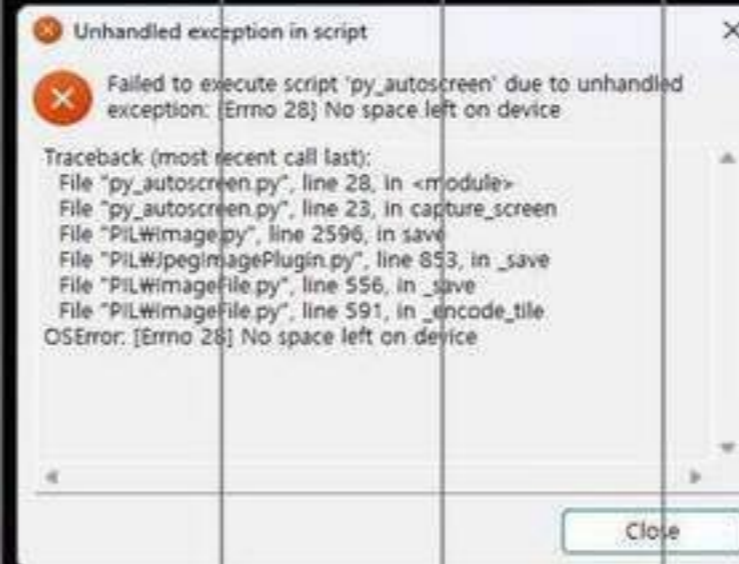 Unhandled exception in script
Failed to execute script 'py_autoscreen' due to unhandled
exception: [Errno 28] No space left on device
Traceback (most recent call last):
File "py_autoscreen.py", line 28, in <module>
File "py_autoscreen.py", line 23, in capture_screen
File "PIL₩Image.py", line 2596, in save
File "PIL₩JpegImagePlugin.py", line 853, in _save
File "PIL₩ImageFile.py", line 556, in _save
File "PIL₩ImageFile.py", line 591, in _encode_tile
OSError: [Errno 28] No space left on device
Close